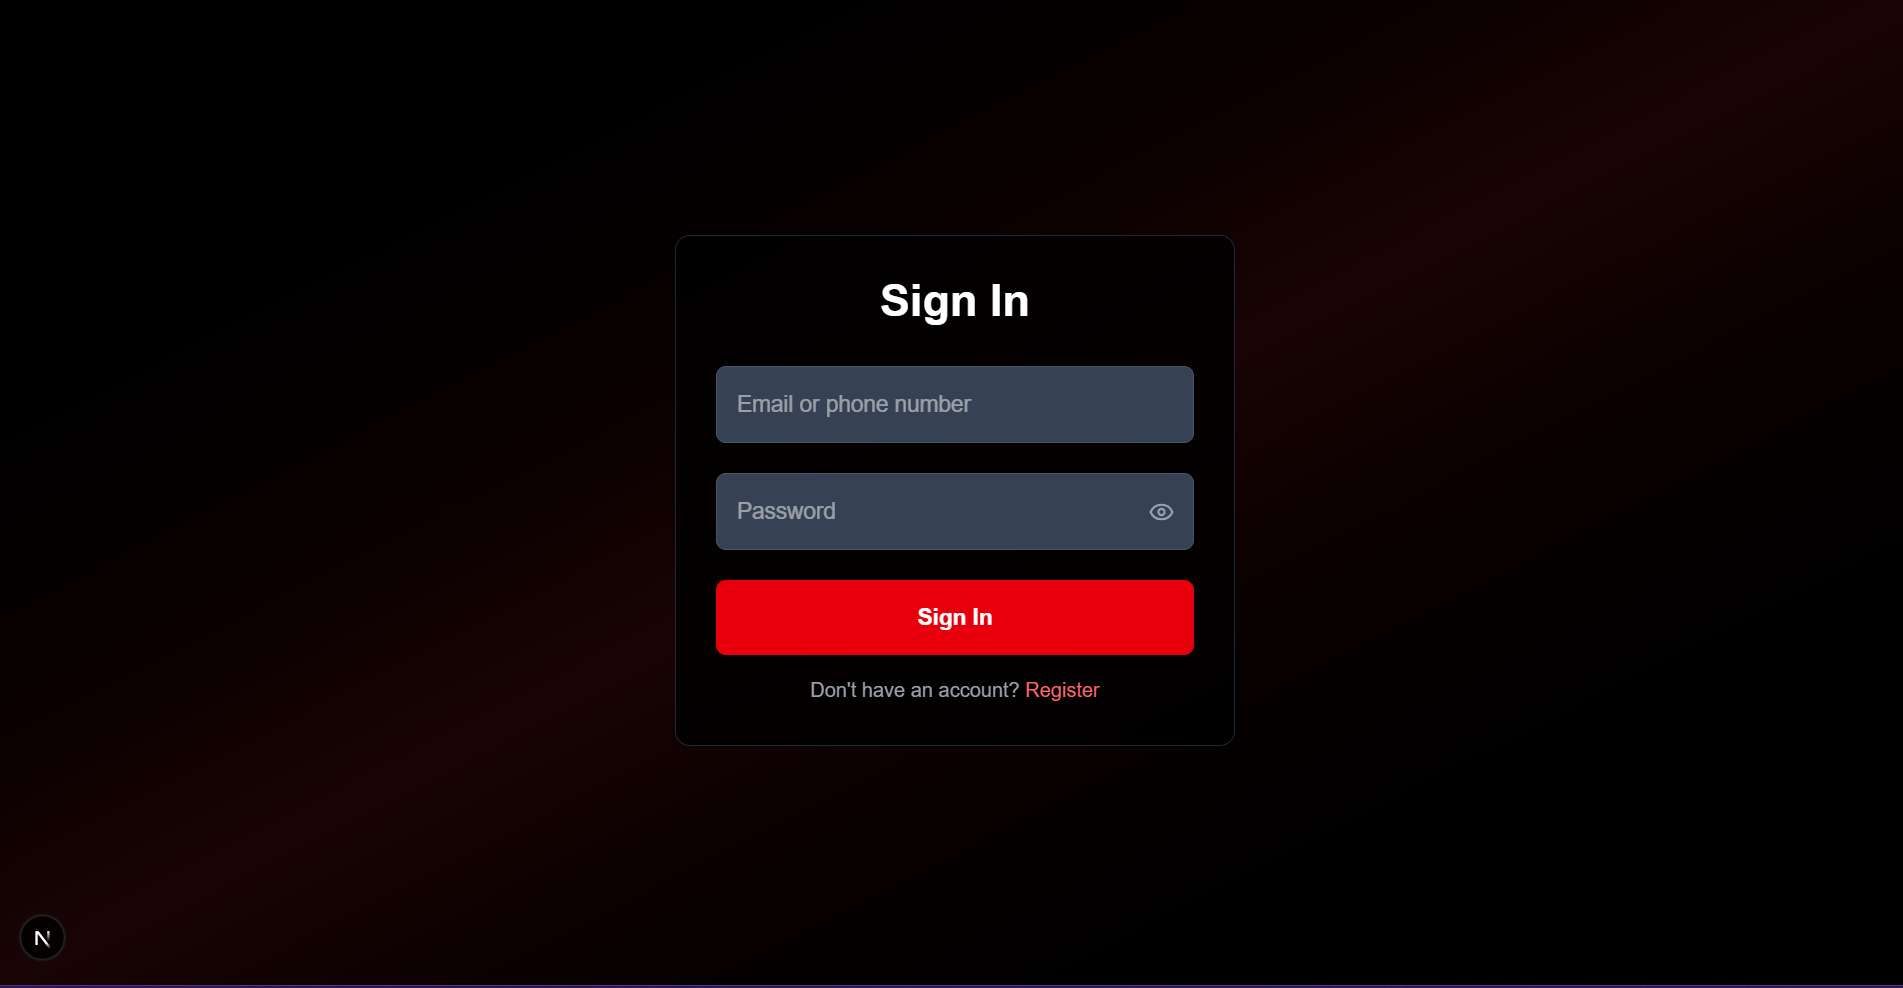 Sign In
Email or phone number
Password
Sign In
Don't have an account? Register
N